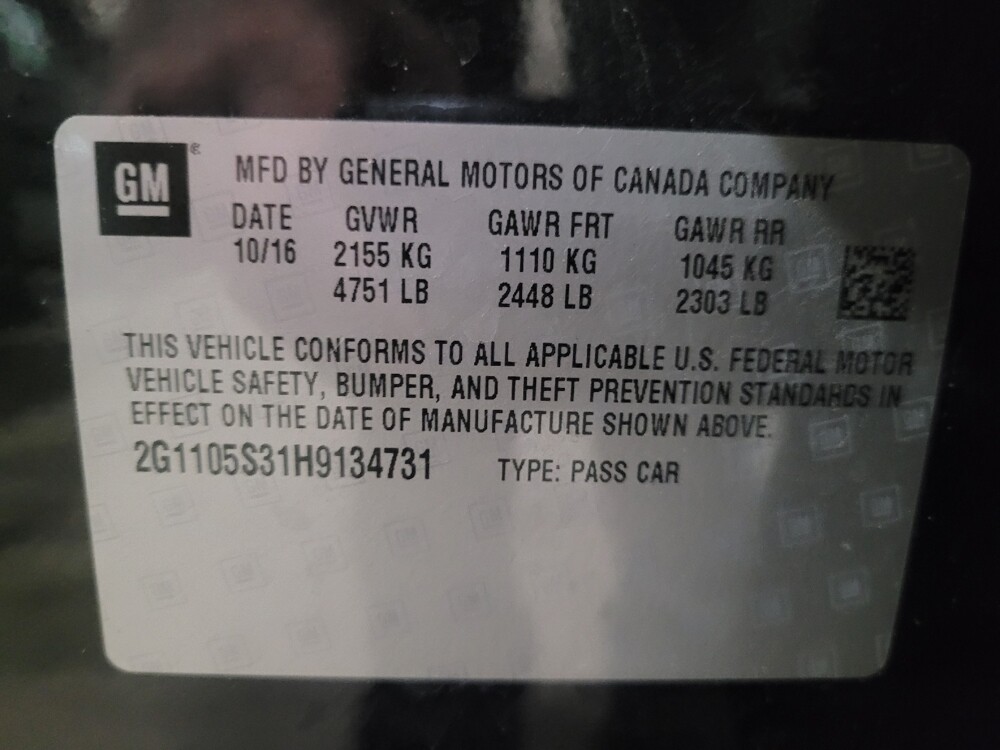 GM®
MFD BY GENERAL MOTORS OF CANADA COMPANY
DATE GVWR GAWR FRT GAWR RR
10/16 2155 KG 1110 KG 1045 KG
4751 LB 2448 LB 2303 LB
THIS VEHICLE CONFORMS TO ALL APPLICABLE U.S. FEDERAL MOTOR
VEHICLE SAFETY, BUMPER, AND THEFT PREVENTION STANDARDS IN
EFFECT ON THE DATE OF MANUFACTURE SHOWN ABOVE.
2G1105S31H9134731 TYPE: PASS CAR